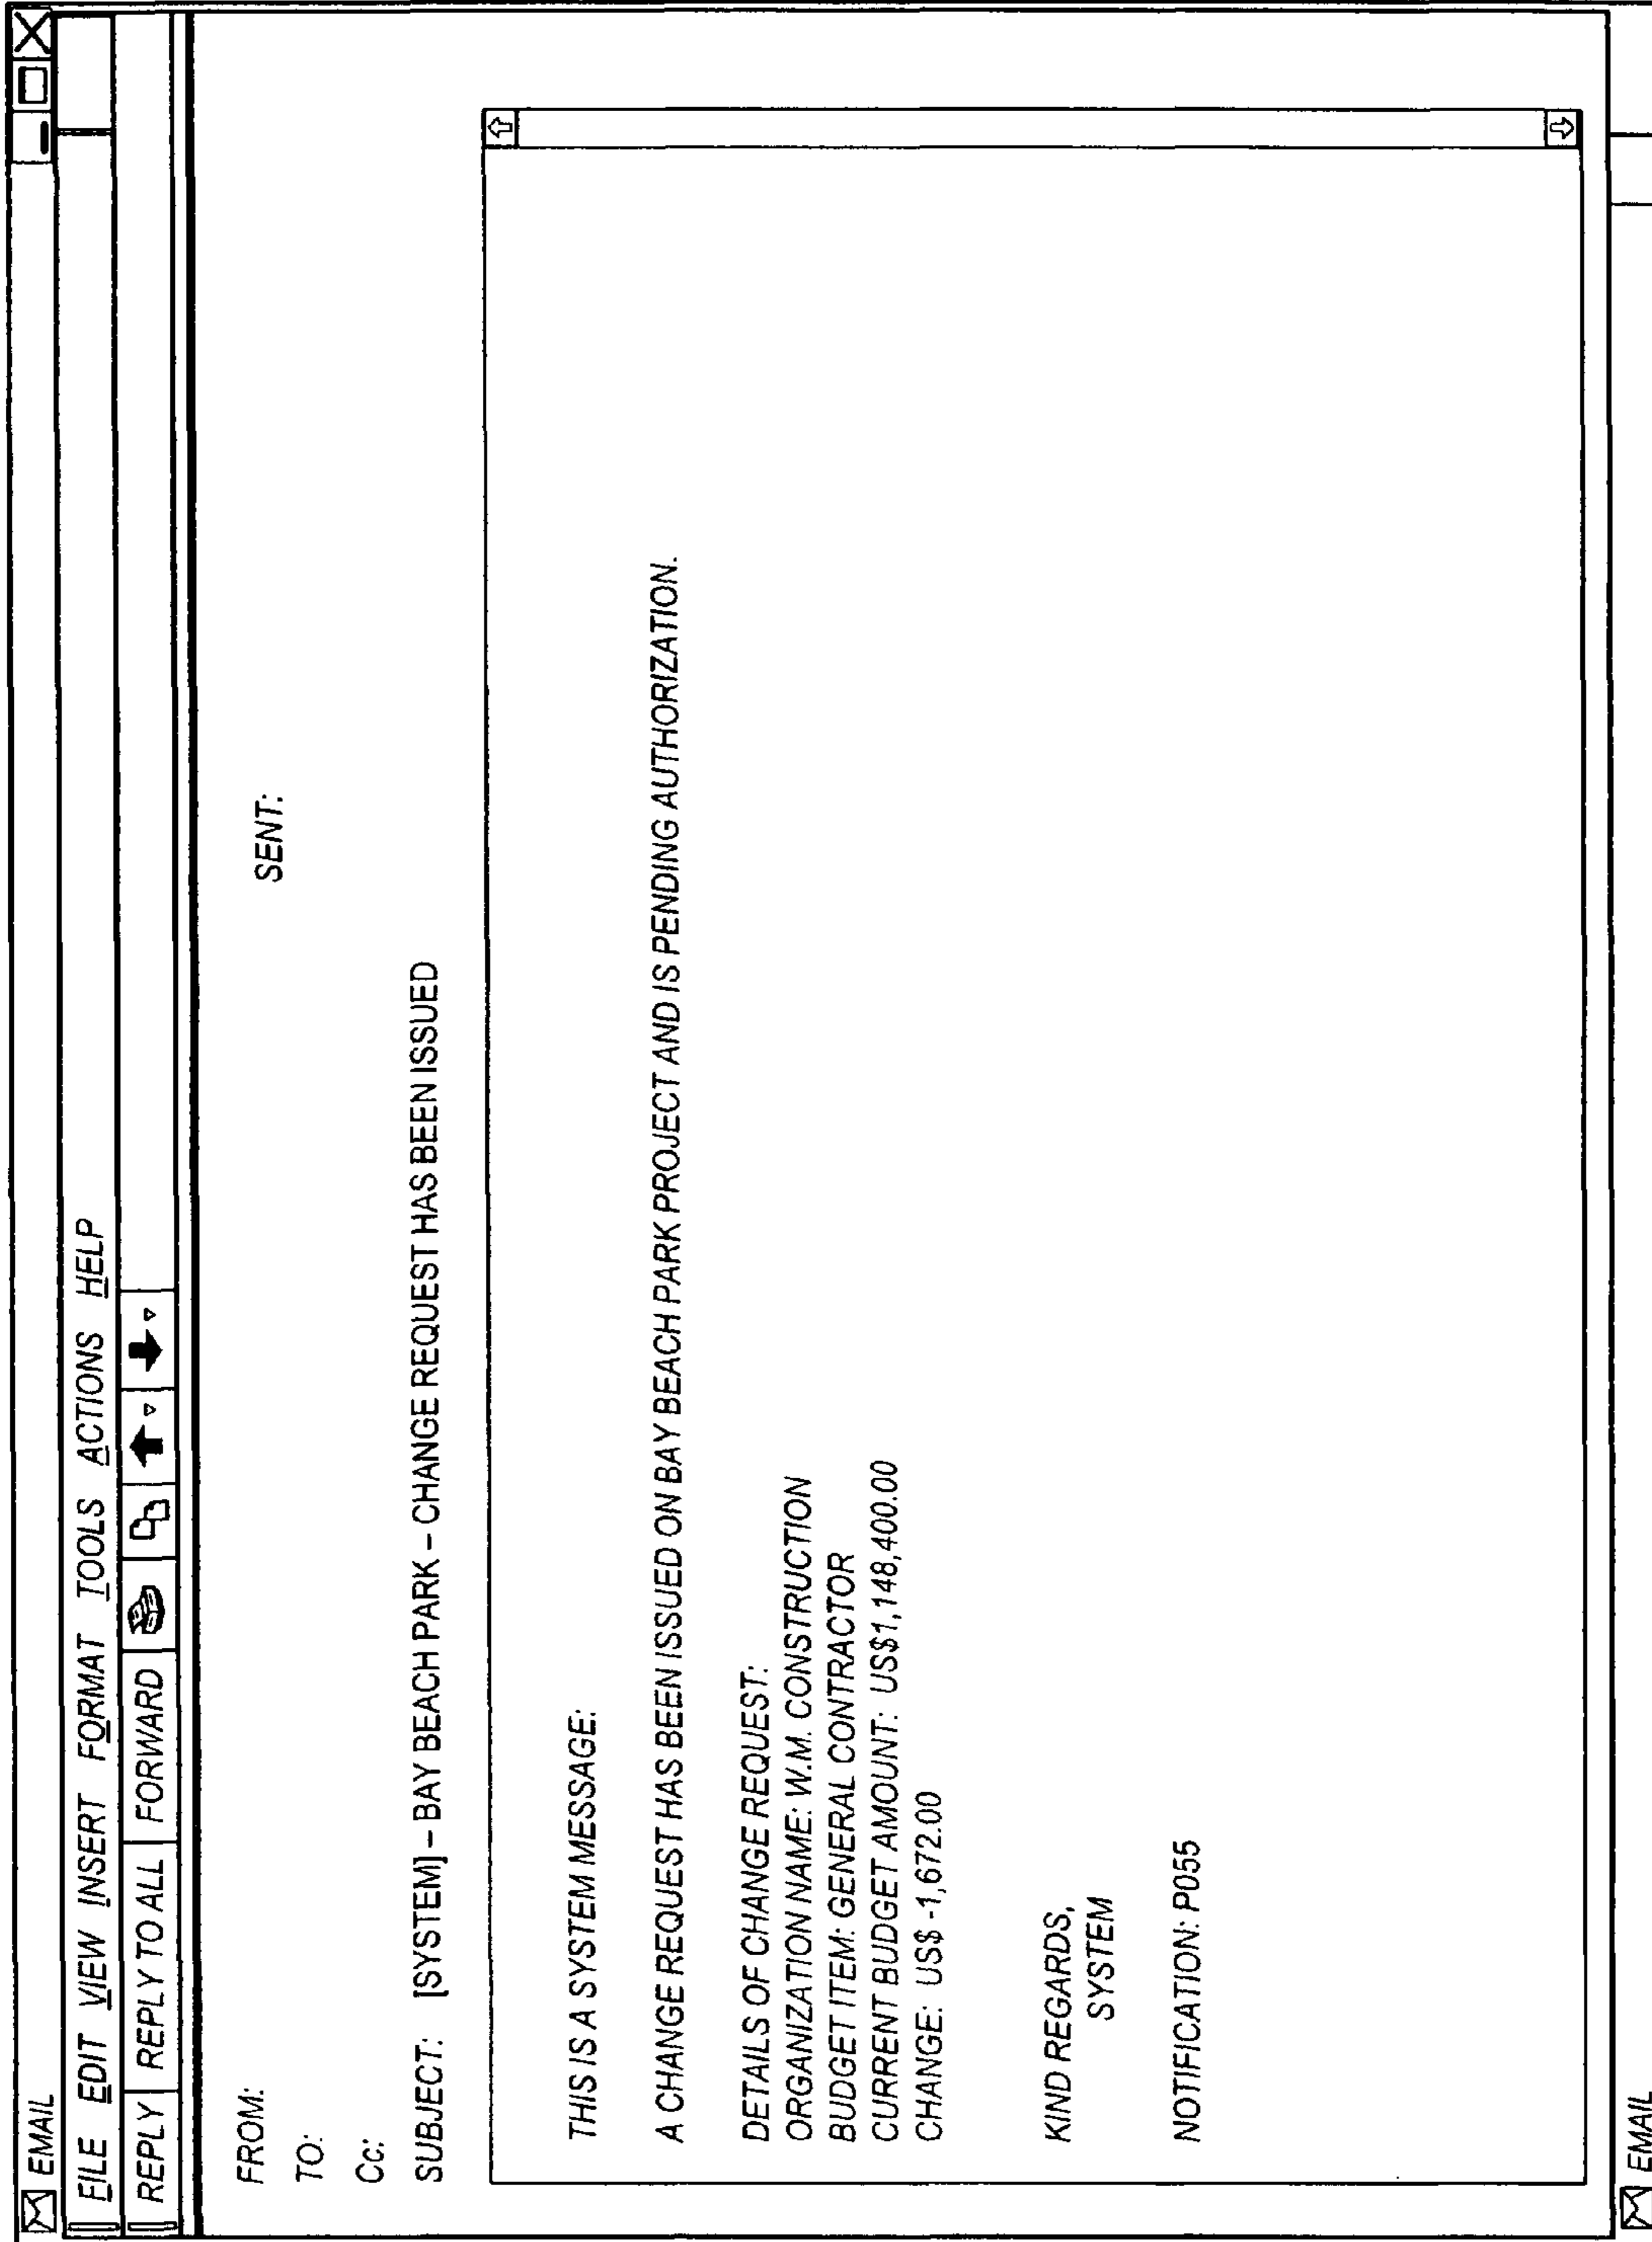 EMAIL
FILE EDIT VIEW INSERT FORMAT TOOLS ACTIONS HELP
REPLY REPLY TO ALL FORWARD
FROM: SENT:
TO:
Cc:
SUBJECT: [SYSTEM] – BAY BEACH PARK – CHANGE REQUEST HAS BEEN ISSUED
THIS IS A SYSTEM MESSAGE:
A CHANGE REQUEST HAS BEEN ISSUED ON BAY BEACH PARK PROJECT AND IS PENDING AUTHORIZATION.
DETAILS OF CHANGE REQUEST:
ORGANIZATION NAME: W.M. CONSTRUCTION
BUDGET ITEM: GENERAL CONTRACTOR
CURRENT BUDGET AMOUNT: US$1,148,400.00
CHANGE: US$ -1,672.00
KIND REGARDS,
SYSTEM
NOTIFICATION: P055
EMAIL